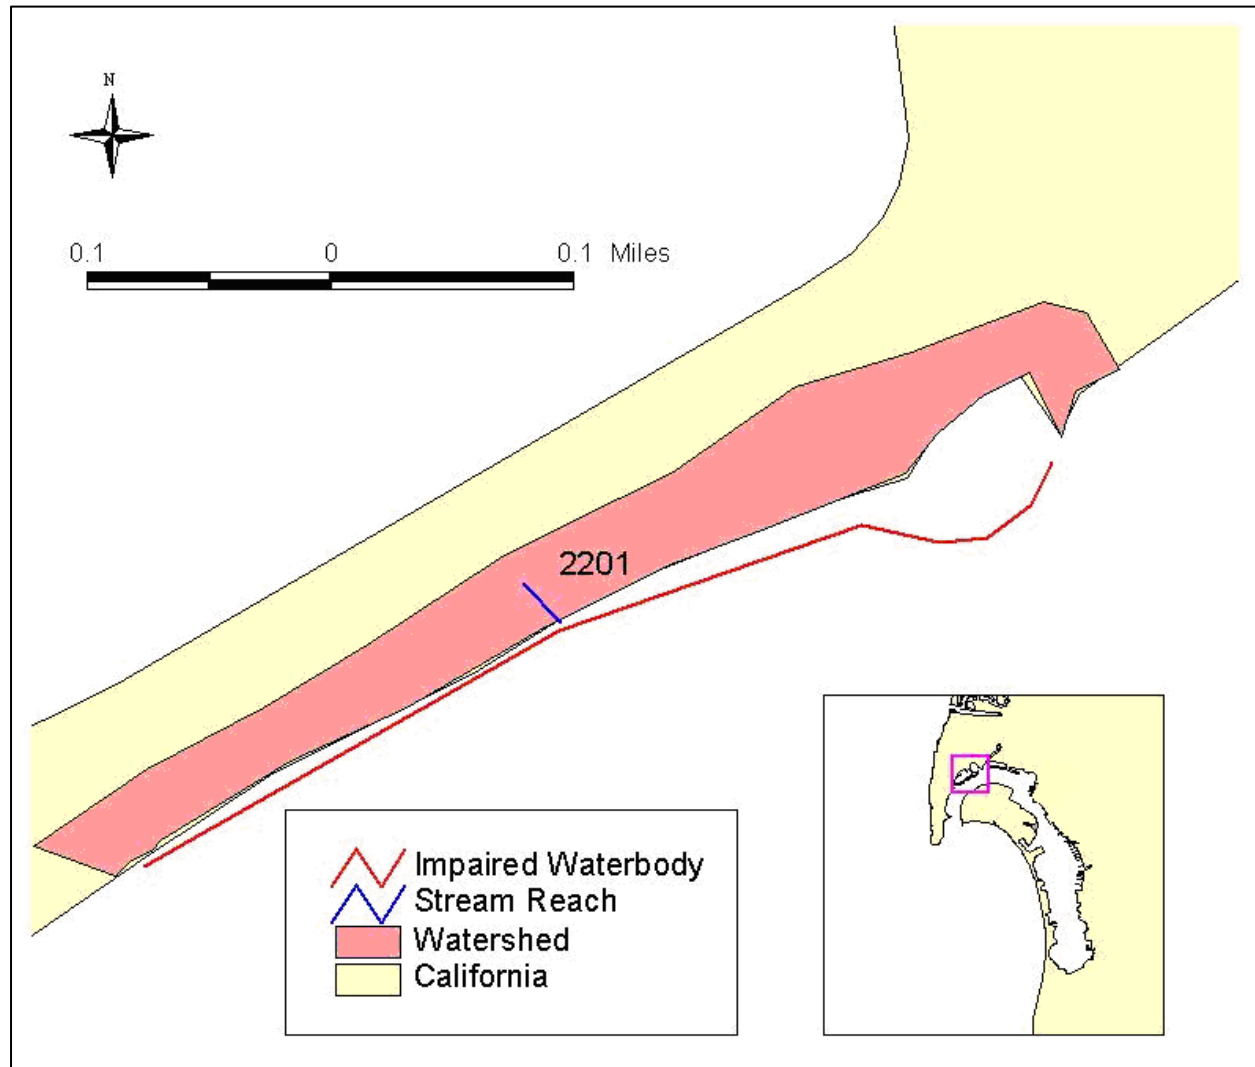 N
0.1 0 0.1 Miles
2201
Impaired Waterbody
Stream Reach
Watershed
California